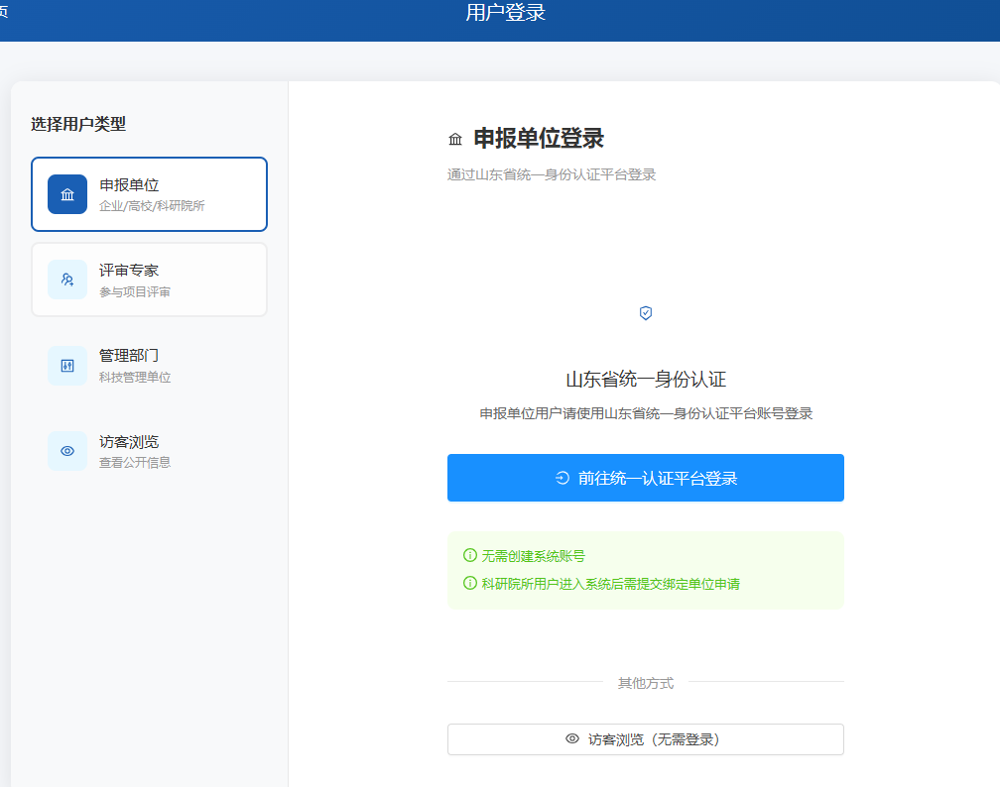 页
用户登录
选择用户类型
申报单位
企业/高校/科研院所
评审专家
参与项目评审
管理部门
科技管理单位
访客浏览
查看公开信息
申报单位登录
通过山东省统一身份认证平台登录
山东省统一身份认证
申报单位用户请使用山东省统一身份认证平台账号登录
前往统一认证平台登录
无需创建系统账号
科研院所用户进入系统后需提交绑定单位申请
其他方式
访客浏览（无需登录）